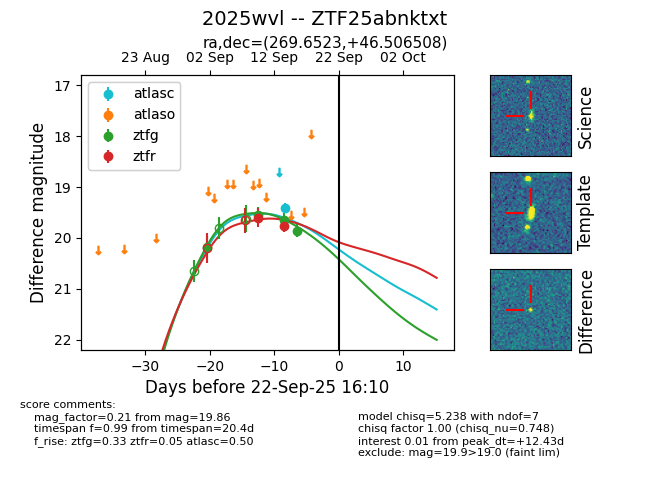 2025wvl -- ZTF25abnktxt
ra,dec=(269.6523,+46.506508)
23 Aug 02 Sep 12 Sep 22 Sep 02 Oct
atlasc
atlaso
ztfg
ztfr
17
18
19
20
21
22
Difference magnitude
−30 −20 −10 0 10
Days before 22-Sep-25 16:10
Science
Template
Difference
score comments:
mag_factor=0.21 from mag=19.86
timespan f=0.99 from timespan=20.4d
f_rise: ztfg=0.33 ztfr=0.05 atlasc=0.50
model chisq=5.238 with ndof=7
chisq factor 1.00 (chisq_nu=0.748)
interest 0.01 from peak_dt=+12.43d
exclude: mag=19.9>19.0 (faint lim)